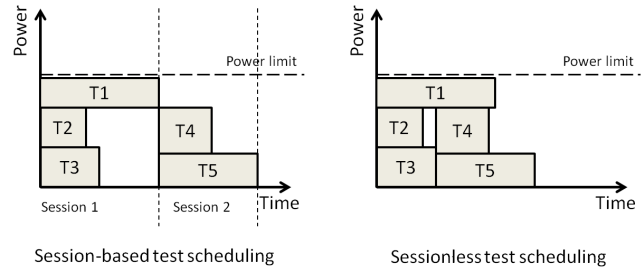 Power
Power limit
T1
T2
T4
T3
T5
Time
Session 1
Session 2
Session-based test scheduling
Power
Power limit
T1
T2
T4
T3
T5
Time
Sessionless test scheduling